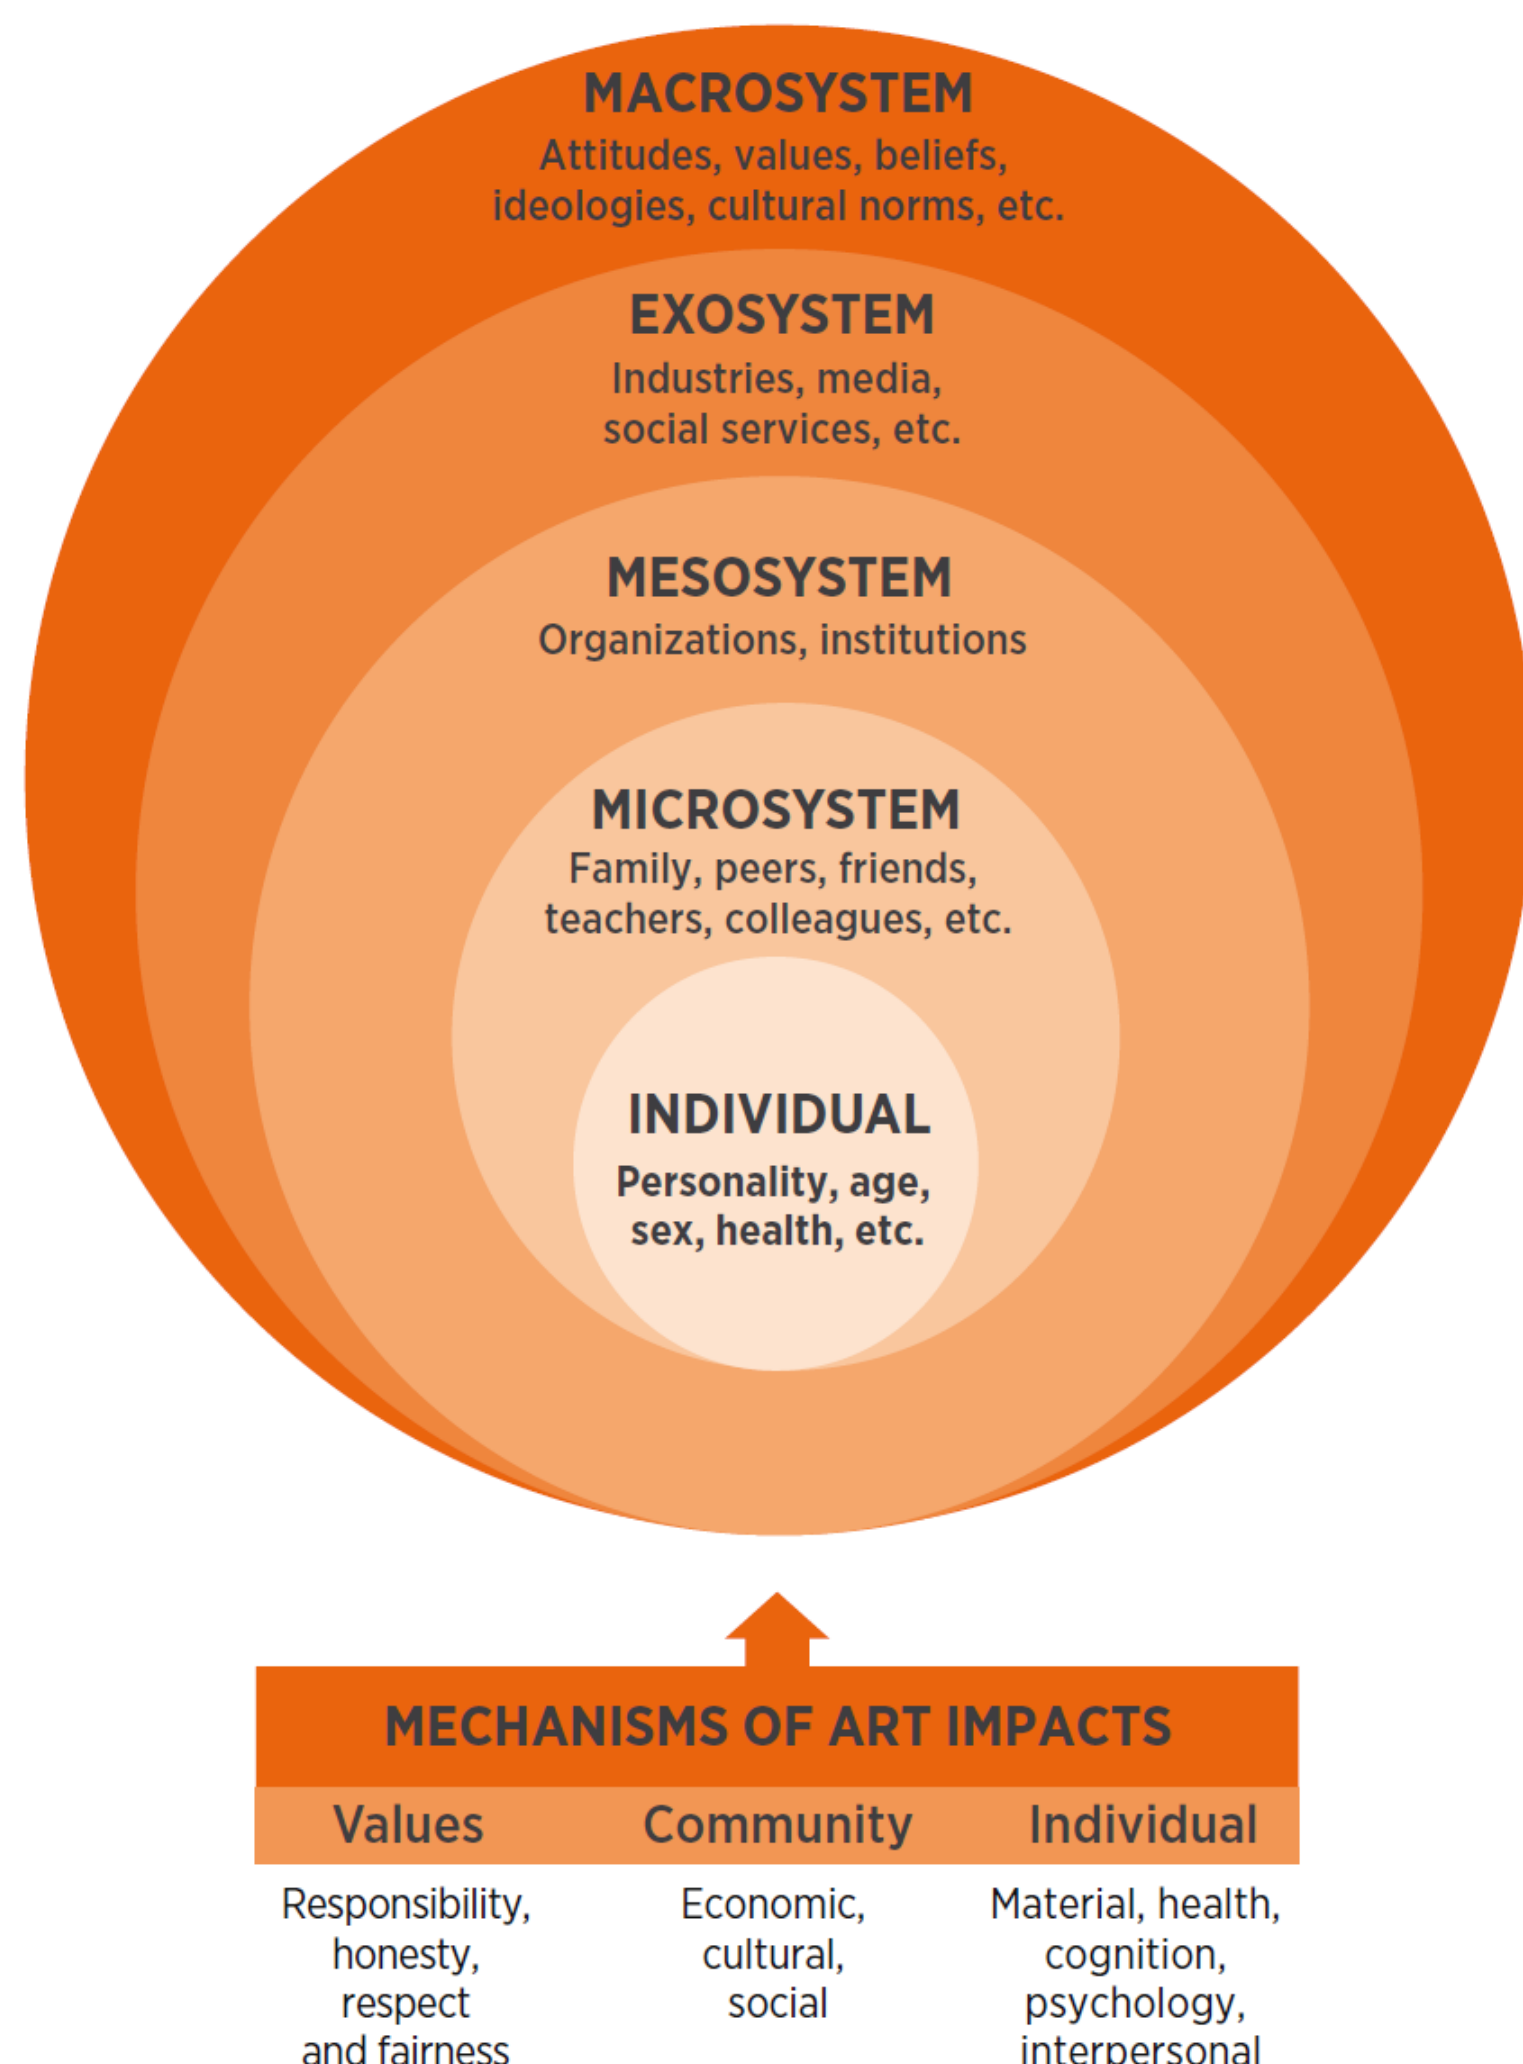 MACROSYSTEM
Attitudes, values, beliefs,
ideologies, cultural norms, etc.
EXOSYSTEM
Industries, media,
social services, etc.
MESOSYSTEM
Organizations, institutions
MICROSYSTEM
Family, peers, friends,
teachers, colleagues, etc.
INDIVIDUAL
Personality, age,
sex, health, etc.
MECHANISMS OF ART IMPACTS
Values
Responsibility,
honesty,
respect
and fairness
Community
Economic,
cultural,
social
Individual
Material, health,
cognition,
psychology,
interpersonal